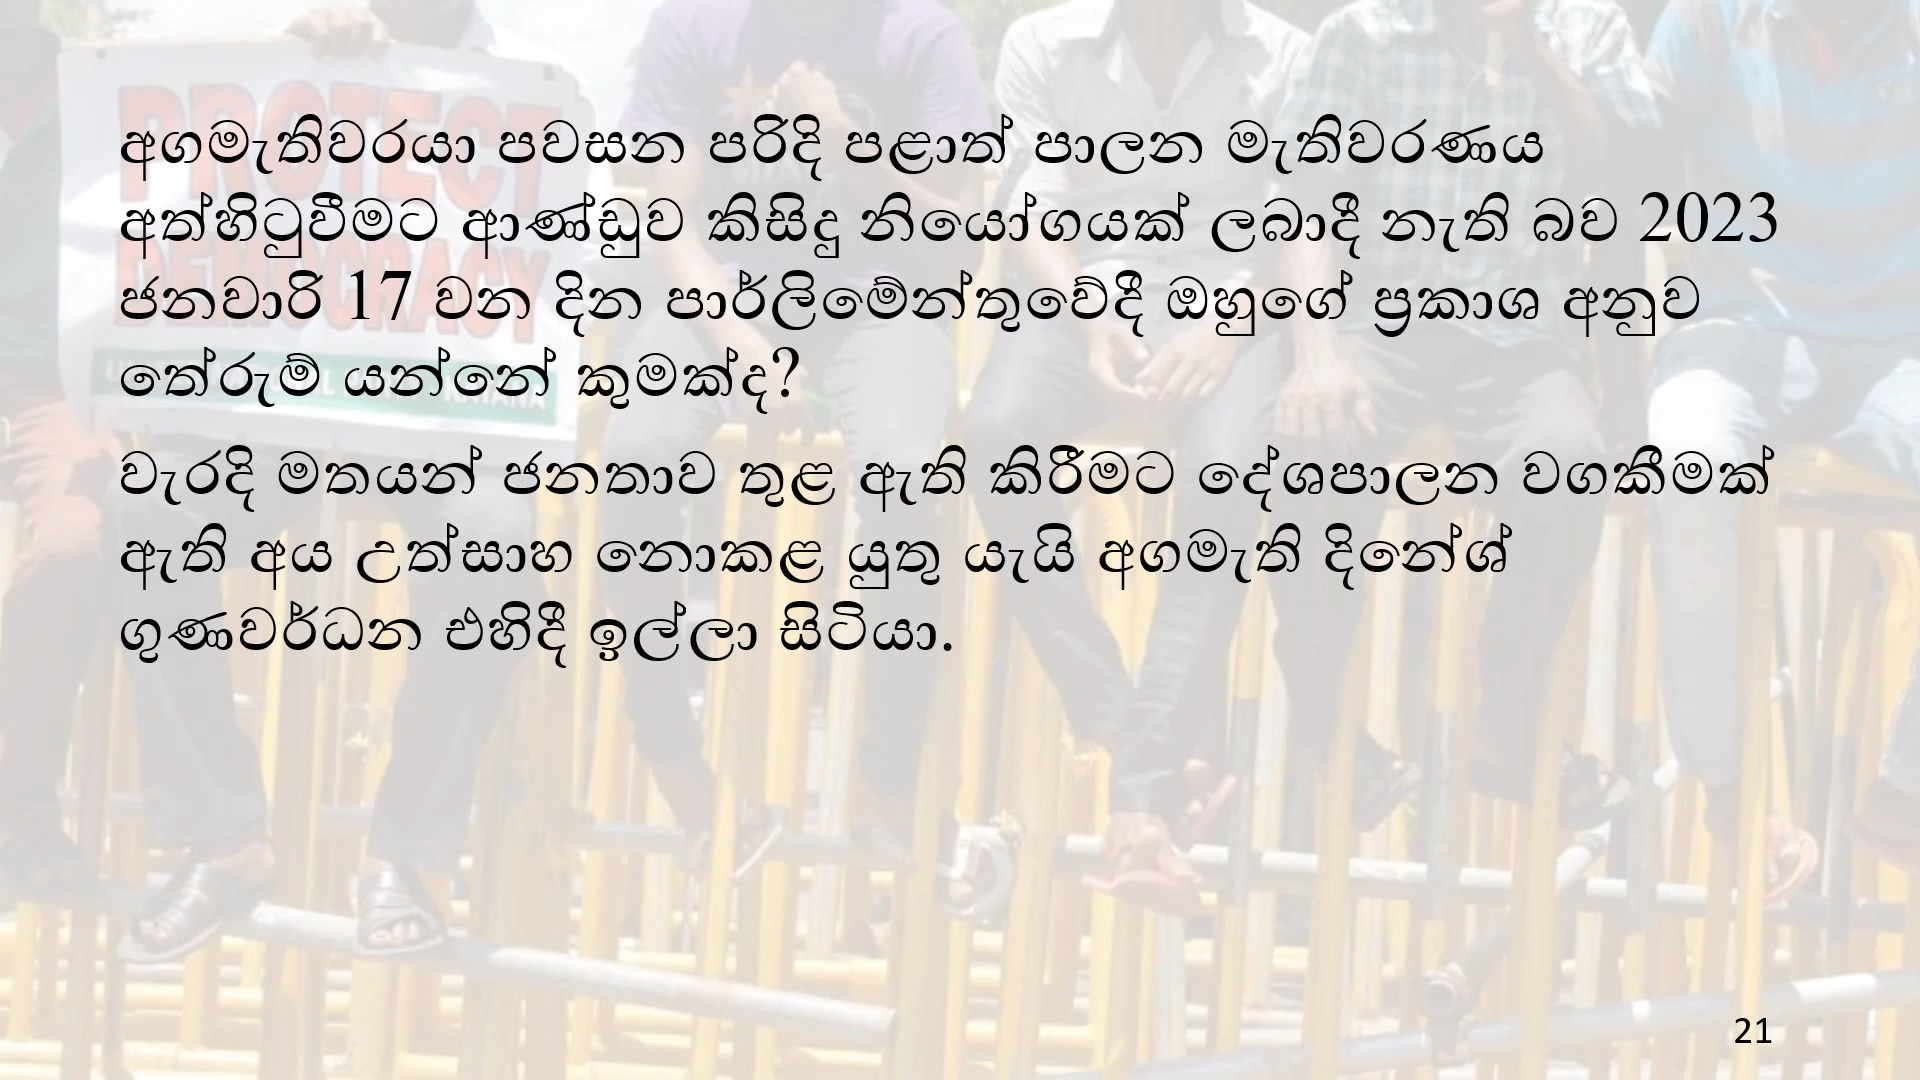 PROTECT
DEMOCRACY
අගමැතිවරයා පවසන පරිදි පළාත් පාලන මැතිවරණය
අත්හිටුවීමට ආණ්ඩුව කිසිදු නියෝගයක් ලබාදී නැති බව 2023
ජනවාරි 17 වන දින පාර්ලිමේන්තුවේදී ඔහුගේ ප්‍රකාශ අනුව
තේරුම් යන්නේ කුමක්ද?
වැරදි මතයන් ජනතාව තුළ ඇති කිරීමට දේශපාලන වගකීමක්
ඇති අය උත්සාහ නොකළ යුතු යැයි අගමැති දිනේශ්
ගුණවර්ධන එහිදී ඉල්ලා සිටියා.
21